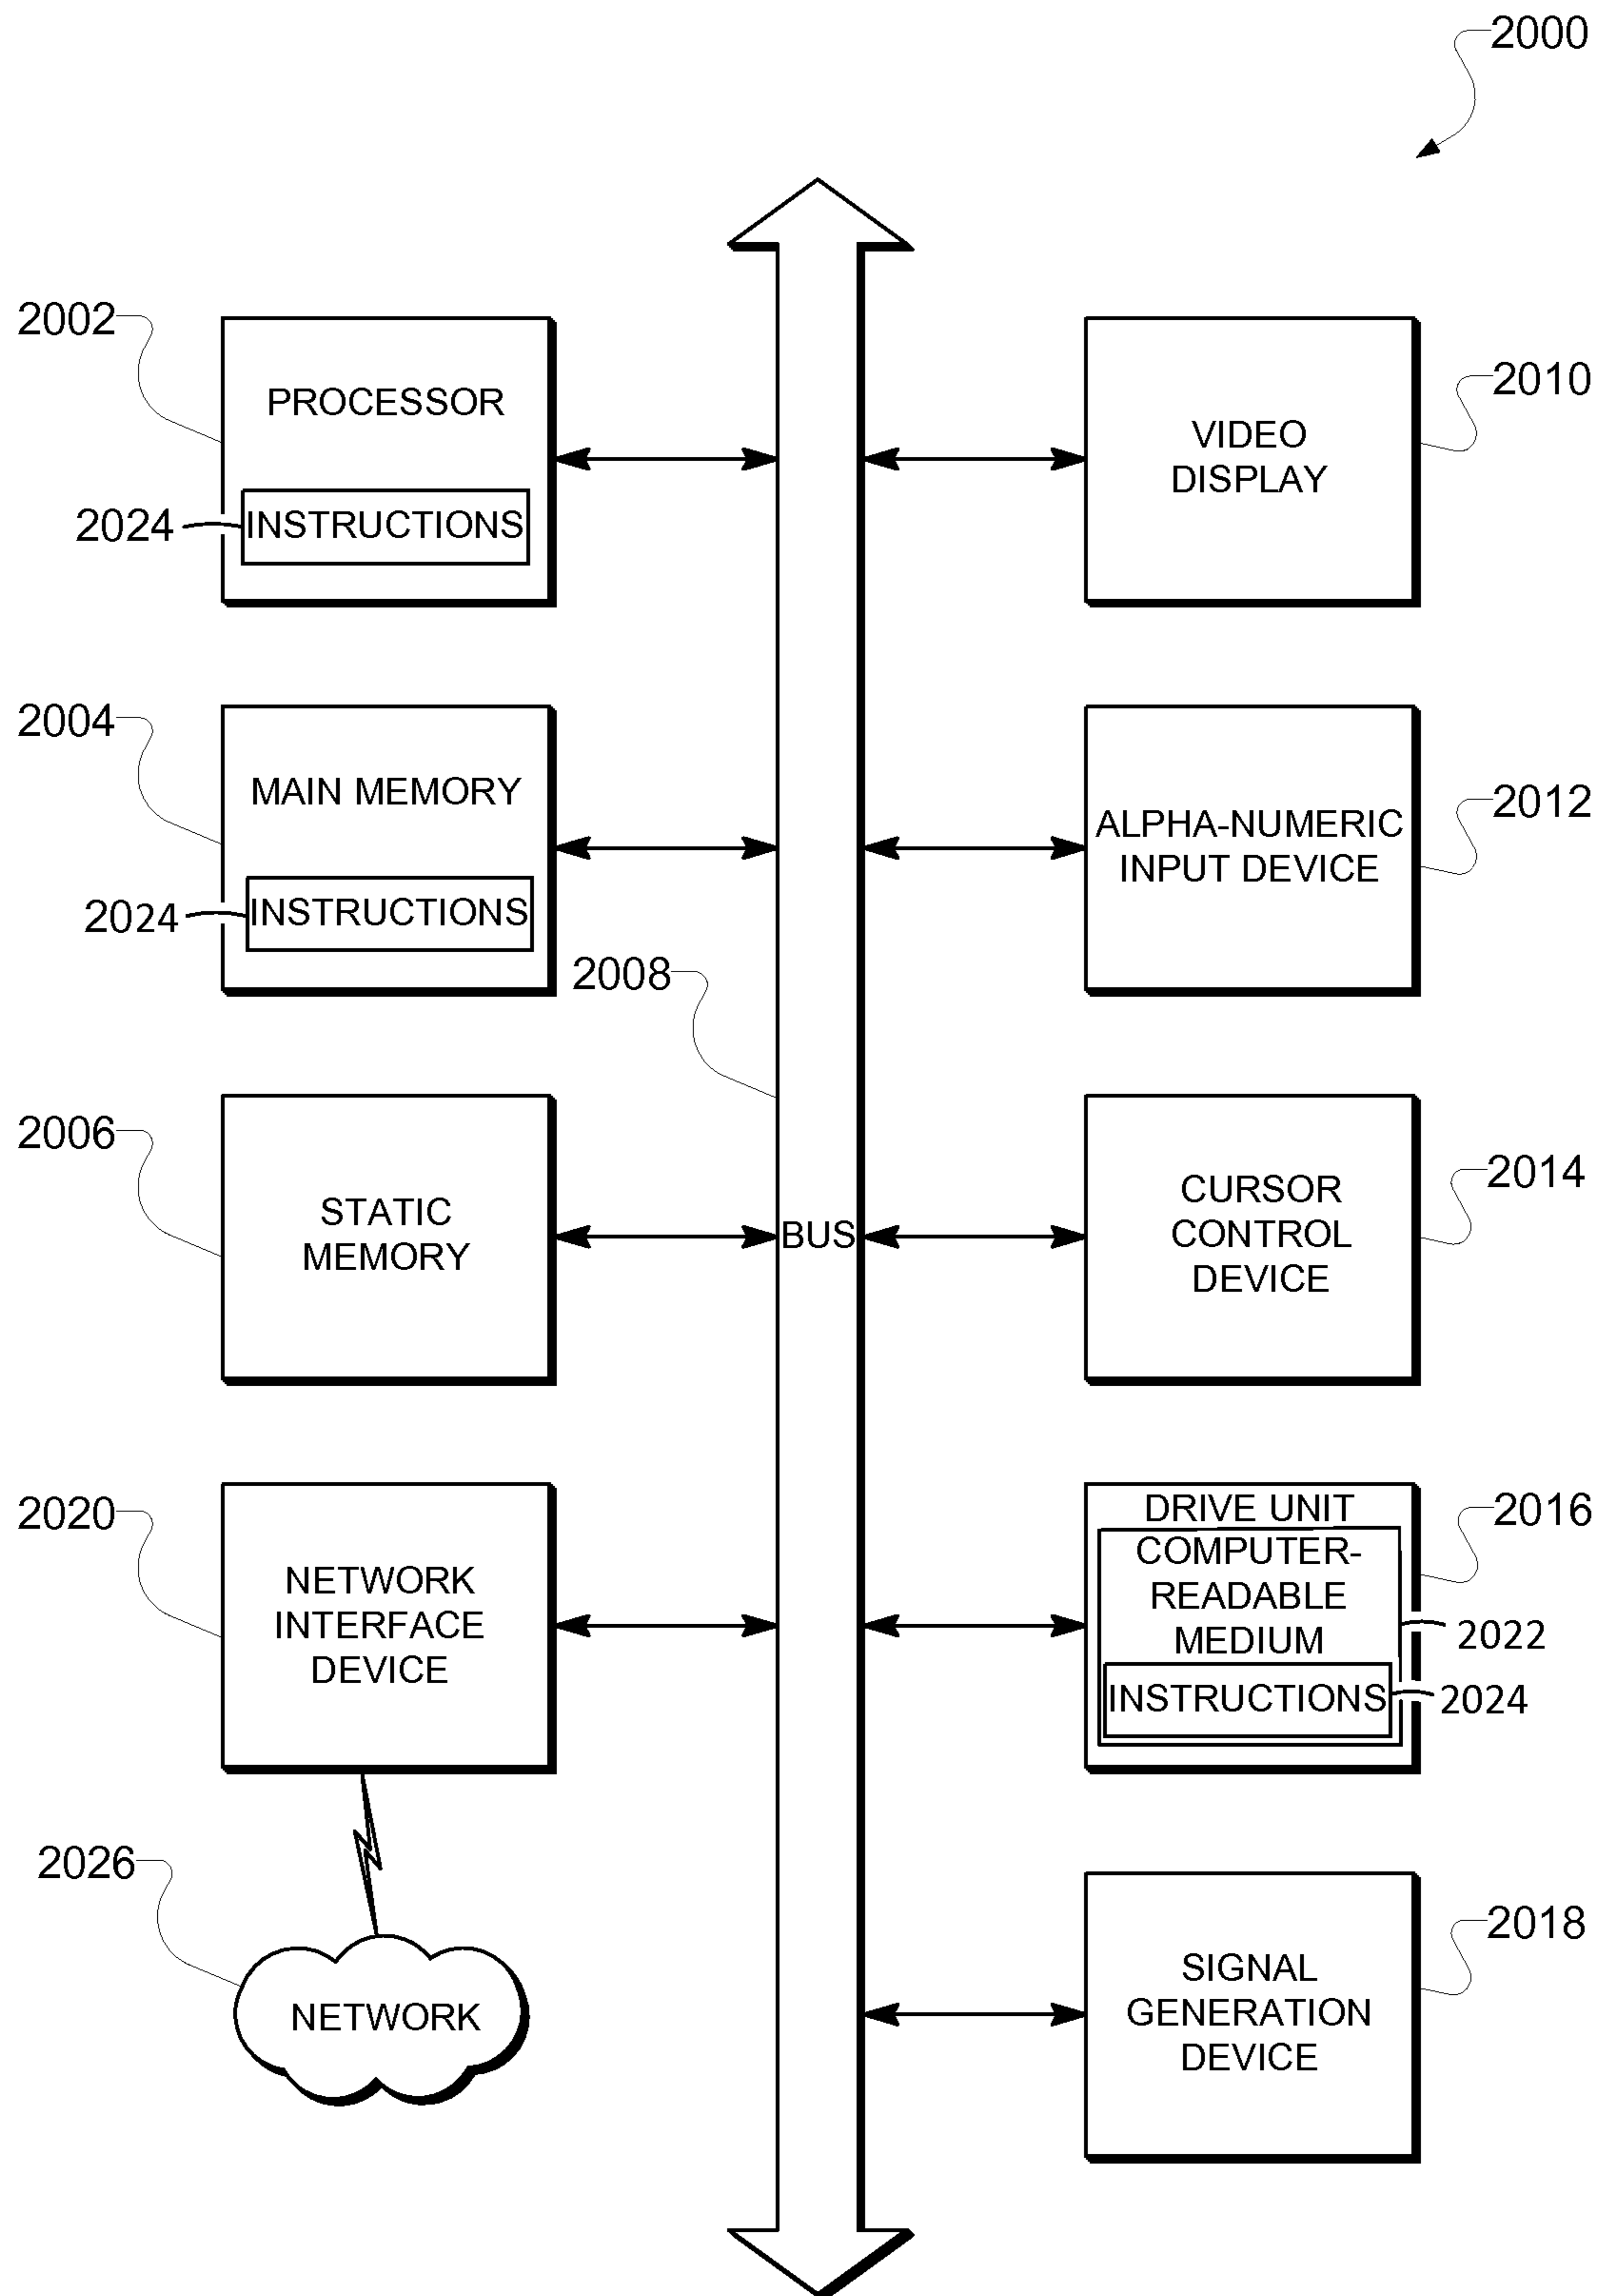 2000
2002
PROCESSOR
2024
INSTRUCTIONS
2010
VIDEO
DISPLAY
2004
MAIN MEMORY
2024
INSTRUCTIONS
2012
ALPHA-NUMERIC
INPUT DEVICE
2008
2006
STATIC
MEMORY
BUS
2014
CURSOR
CONTROL
DEVICE
2020
NETWORK
INTERFACE
DEVICE
2016
DRIVE UNIT
COMPUTER-
READABLE
MEDIUM
2022
INSTRUCTIONS
2024
2026
NETWORK
2018
SIGNAL
GENERATION
DEVICE